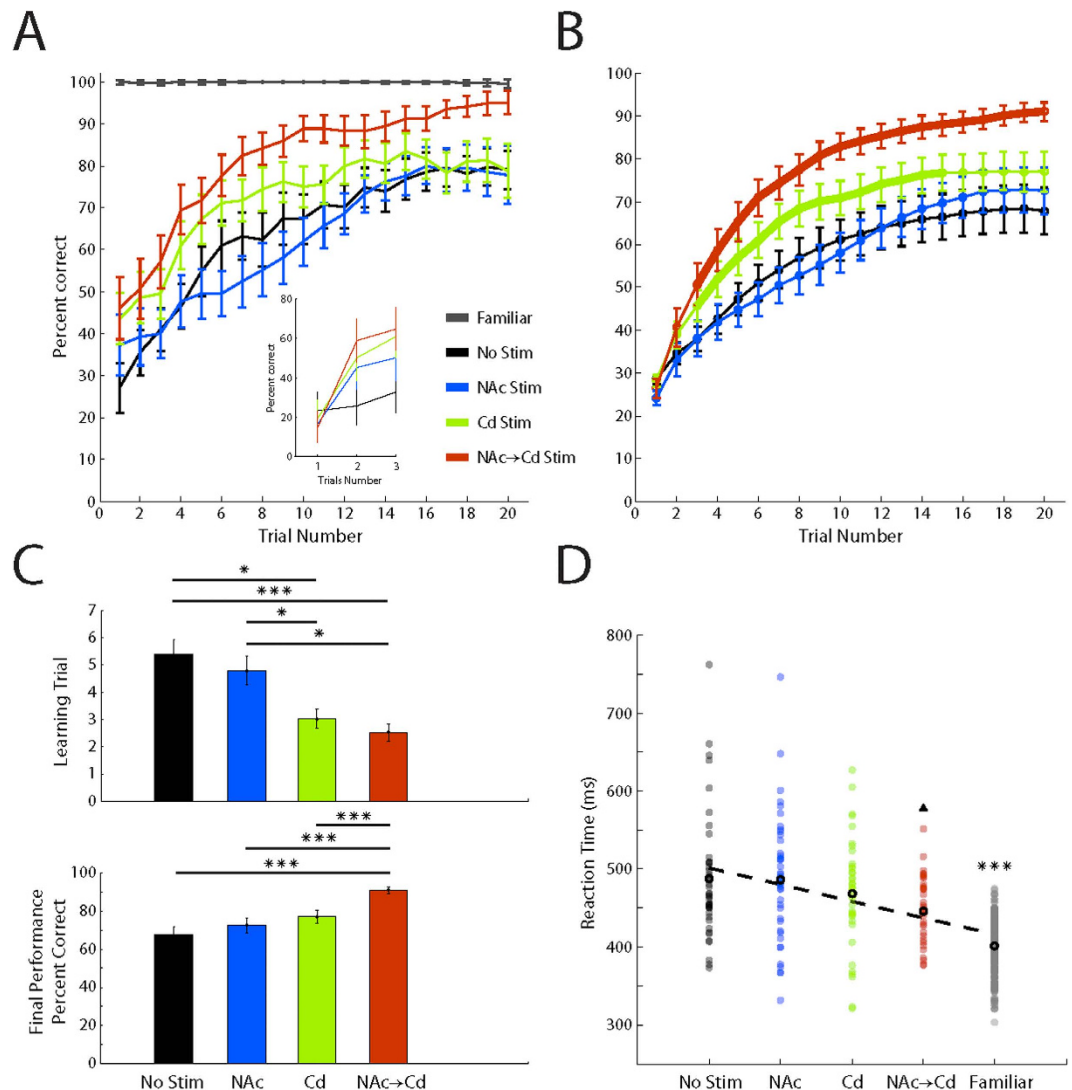 A
100
90
80
70
60
50
40
30
20
10
0
Percent correct
0 2 4 6 8 10 12 14 16 18 20
Trial Number
80
60
40
20
0
Percent correct
1 2 3
Trials Number
Familiar
No Stim
NAc Stim
Cd Stim
NAc→Cd Stim
B
100
90
80
70
60
50
40
30
20
10
0
0 2 4 6 8 10 12 14 16 18 20
Trial Number
C
*
***
*
*
7
6
5
4
3
2
1
0
Learning Trial
***
***
***
100
80
60
40
20
0
Final Performance
Percent Correct
No Stim NAc Cd NAc→Cd
D
800
700
600
500
400
300
Reaction Time (ms)
***
No Stim NAc Cd NAc→Cd Familiar